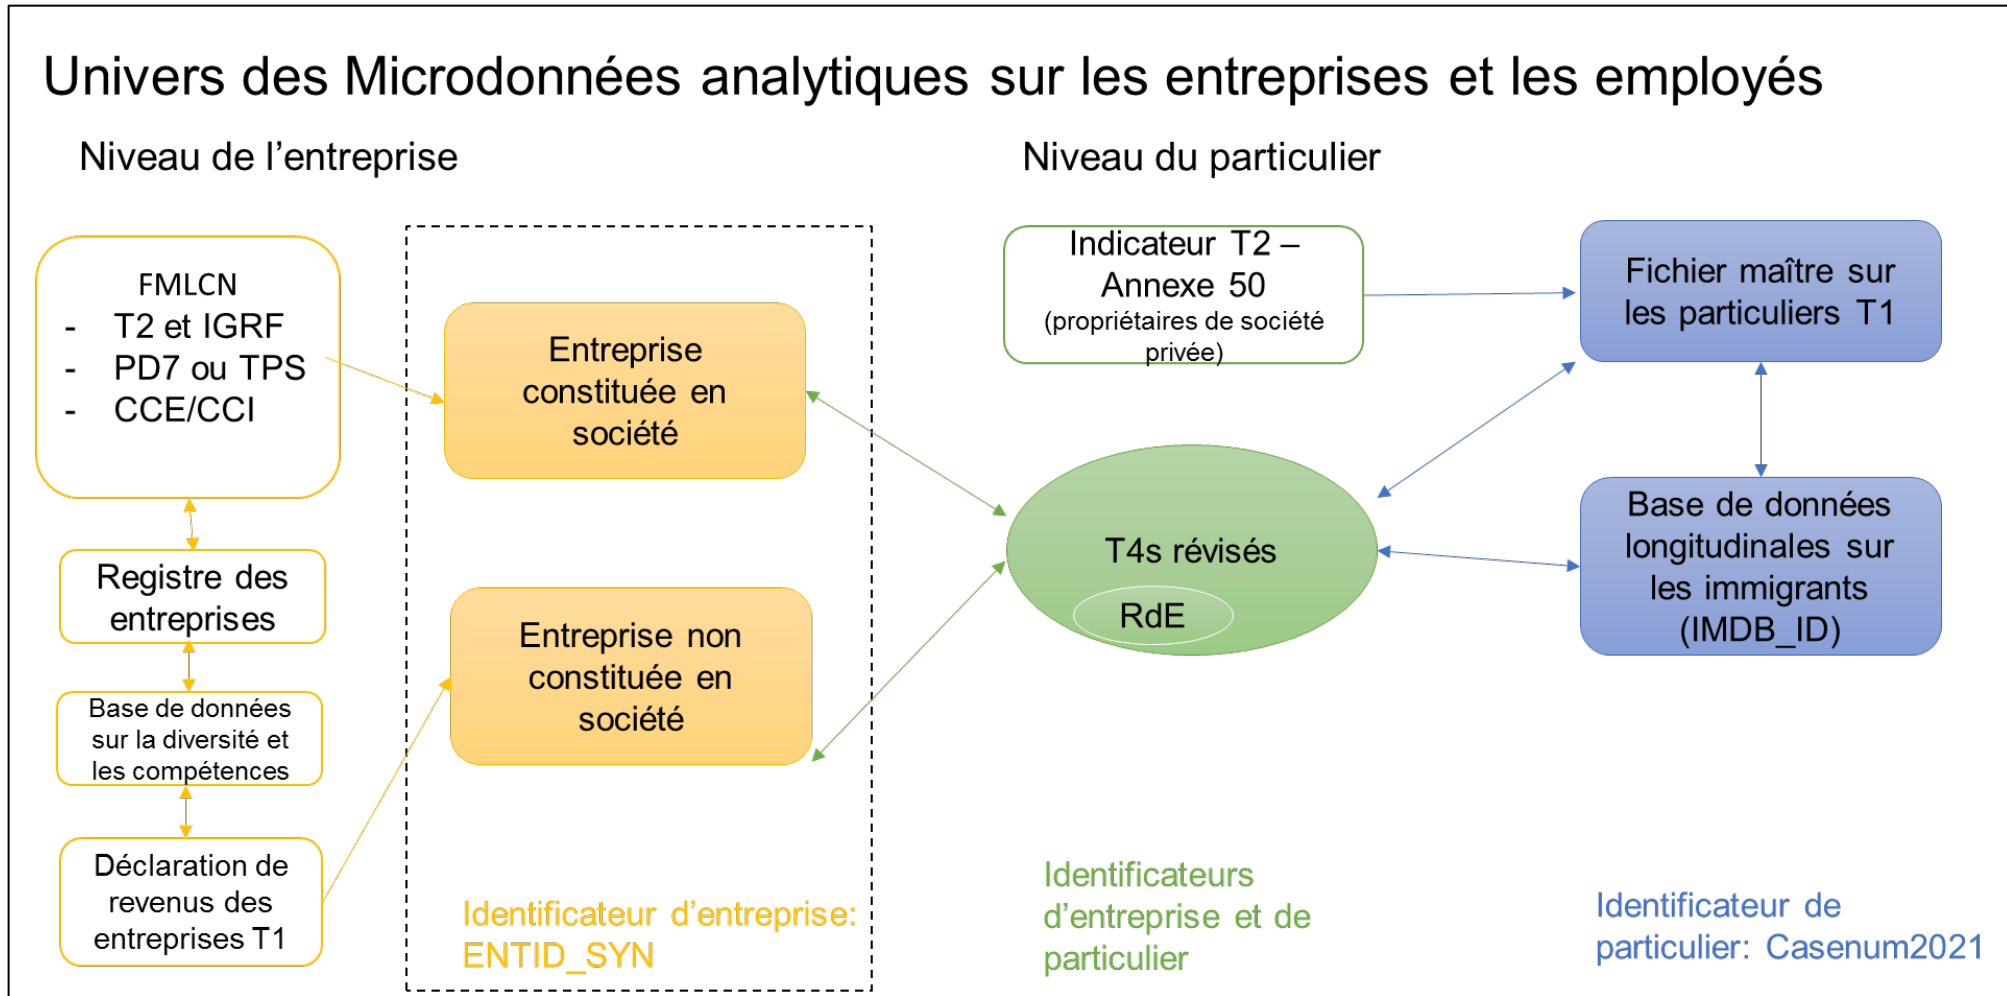 Univers des Microdonnées analytiques sur les entreprises et les employés
Niveau de l’entreprise
Niveau du particulier
FMLCN
- T2 et IGRF
- PD7 ou TPS
- CCE/CCI
Registre des
entreprises
Base de données
sur la diversité et
les compétences
Déclaration de
revenus des
entreprises T1
Entreprise
constituée en
société
Entreprise non
constituée en
société
Identificateur d’entreprise:
ENTID_SYN
Indicateur T2 –
Annexe 50
(propriétaires de société
privée)
T4s révisés
RdE
Identificateurs
d’entreprise et de
particulier
Fichier maître sur
les particuliers T1
Base de données
longitudinales sur
les immigrants
(IMDB_ID)
Identificateur de
particulier: Casenum2021